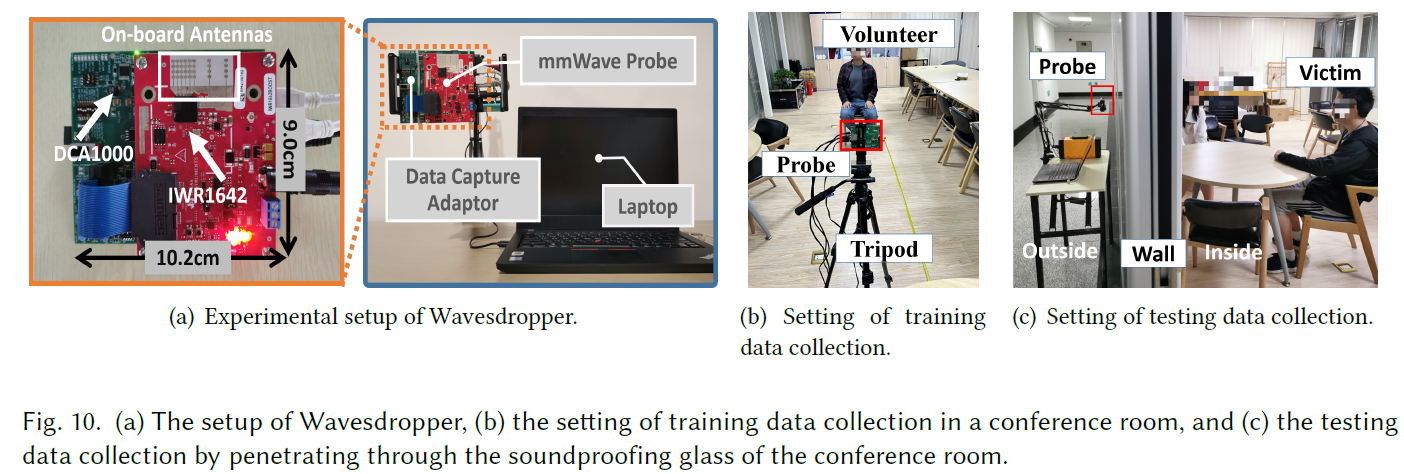 On-board Antennas
DCA1000
IWR1642
9.0cm
10.2cm
mmWave Probe
Data Capture
Adaptor
Laptop
Volunteer
Probe
Tripod
Probe
Victim
Outside
Wall
Inside
(a) Experimental setup of Wavesdropper.
(b) Setting of training
data collection.
(c) Setting of testing data collection.
Fig. 10. (a) The setup of Wavesdropper, (b) the setting of training data collection in a conference room, and (c) the testing
data collection by penetrating through the soundproofing glass of the conference room.